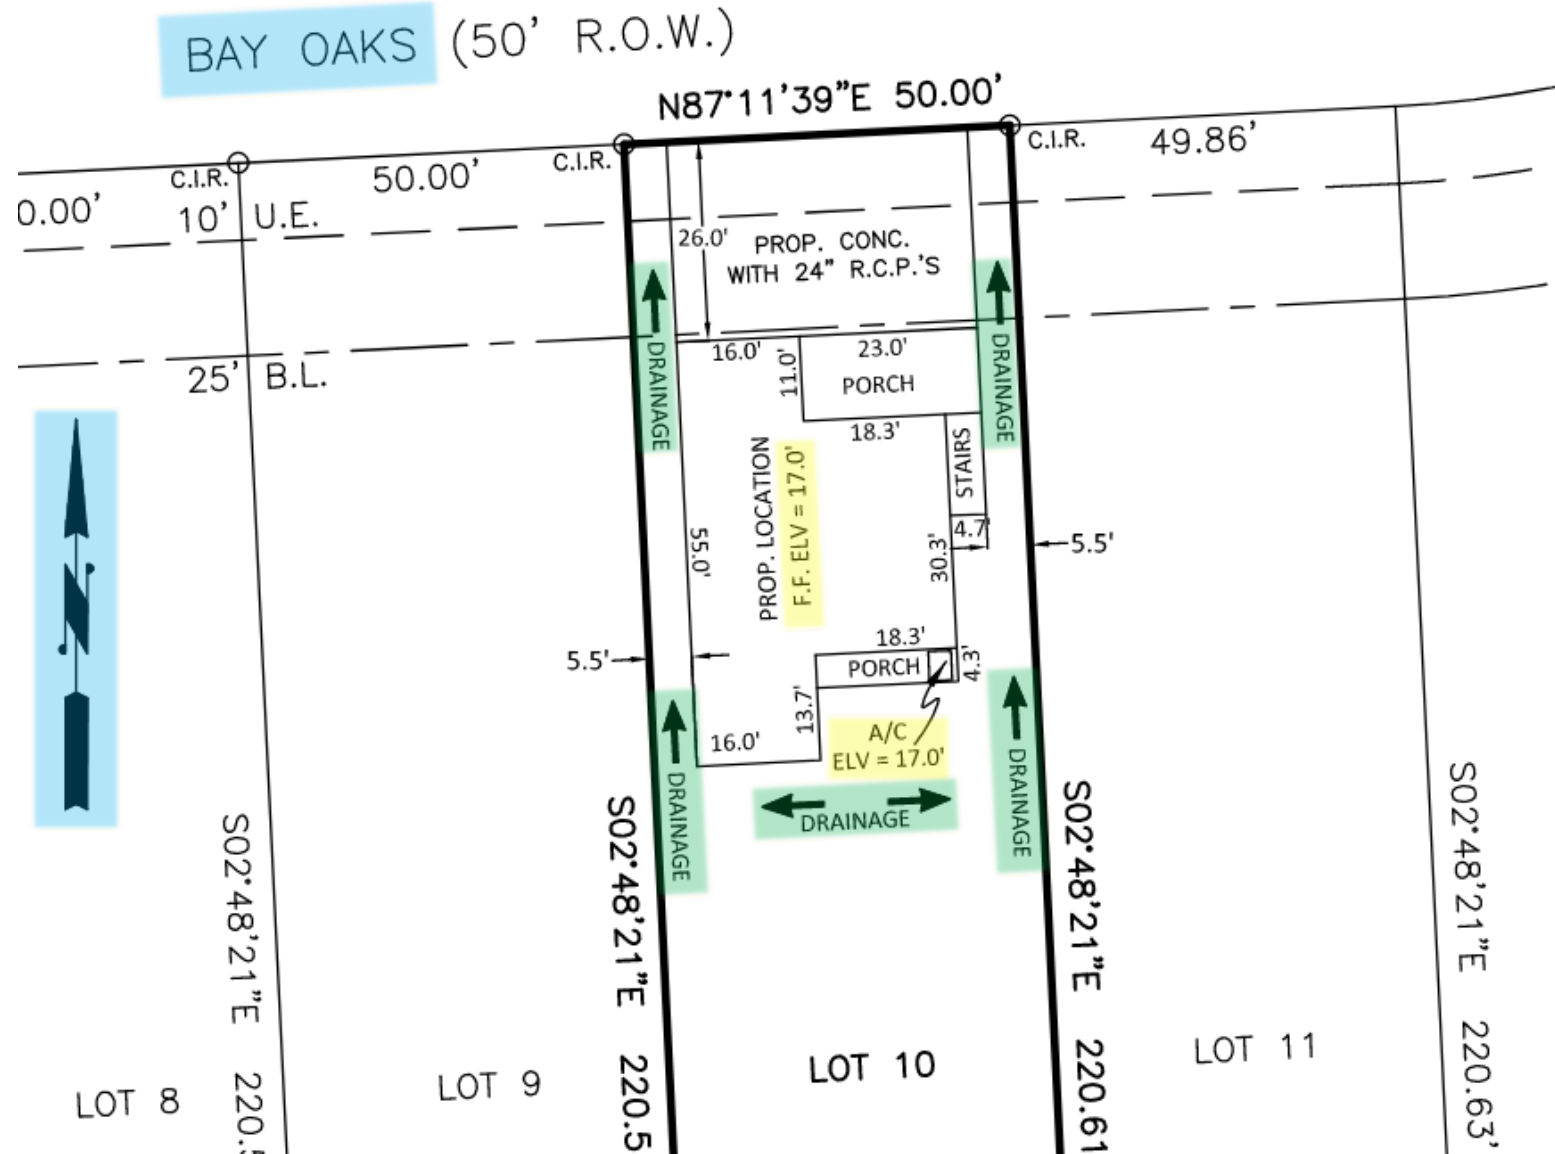 BAY OAKS (50' R.O.W.)
N87°11'39"E 50.00'
C.I.R.
50.00'
C.I.R.
C.I.R.
49.86'
0.00'
10' U.E.
26.0'
PROP. CONC.
WITH 24" R.C.P.'S
25' B.L.
DRAINAGE
16.0'
11.0'
23.0'
PORCH
DRAINAGE
18.3'
STAIRS
PROP. LOCATION
F.F. ELV = 17.0'
N
55.0'
4.7'
30.3'
5.5'
5.5'
18.3'
PORCH
4.3'
13.7'
16.0'
A/C
ELV = 17.0'
DRAINAGE
DRAINAGE
DRAINAGE
S02°48'21"E 220.5
S02°48'21"E 220.5
S02°48'21"E 220.61
S02°48'21"E 220.63'
LOT 8
LOT 9
LOT 10
LOT 11